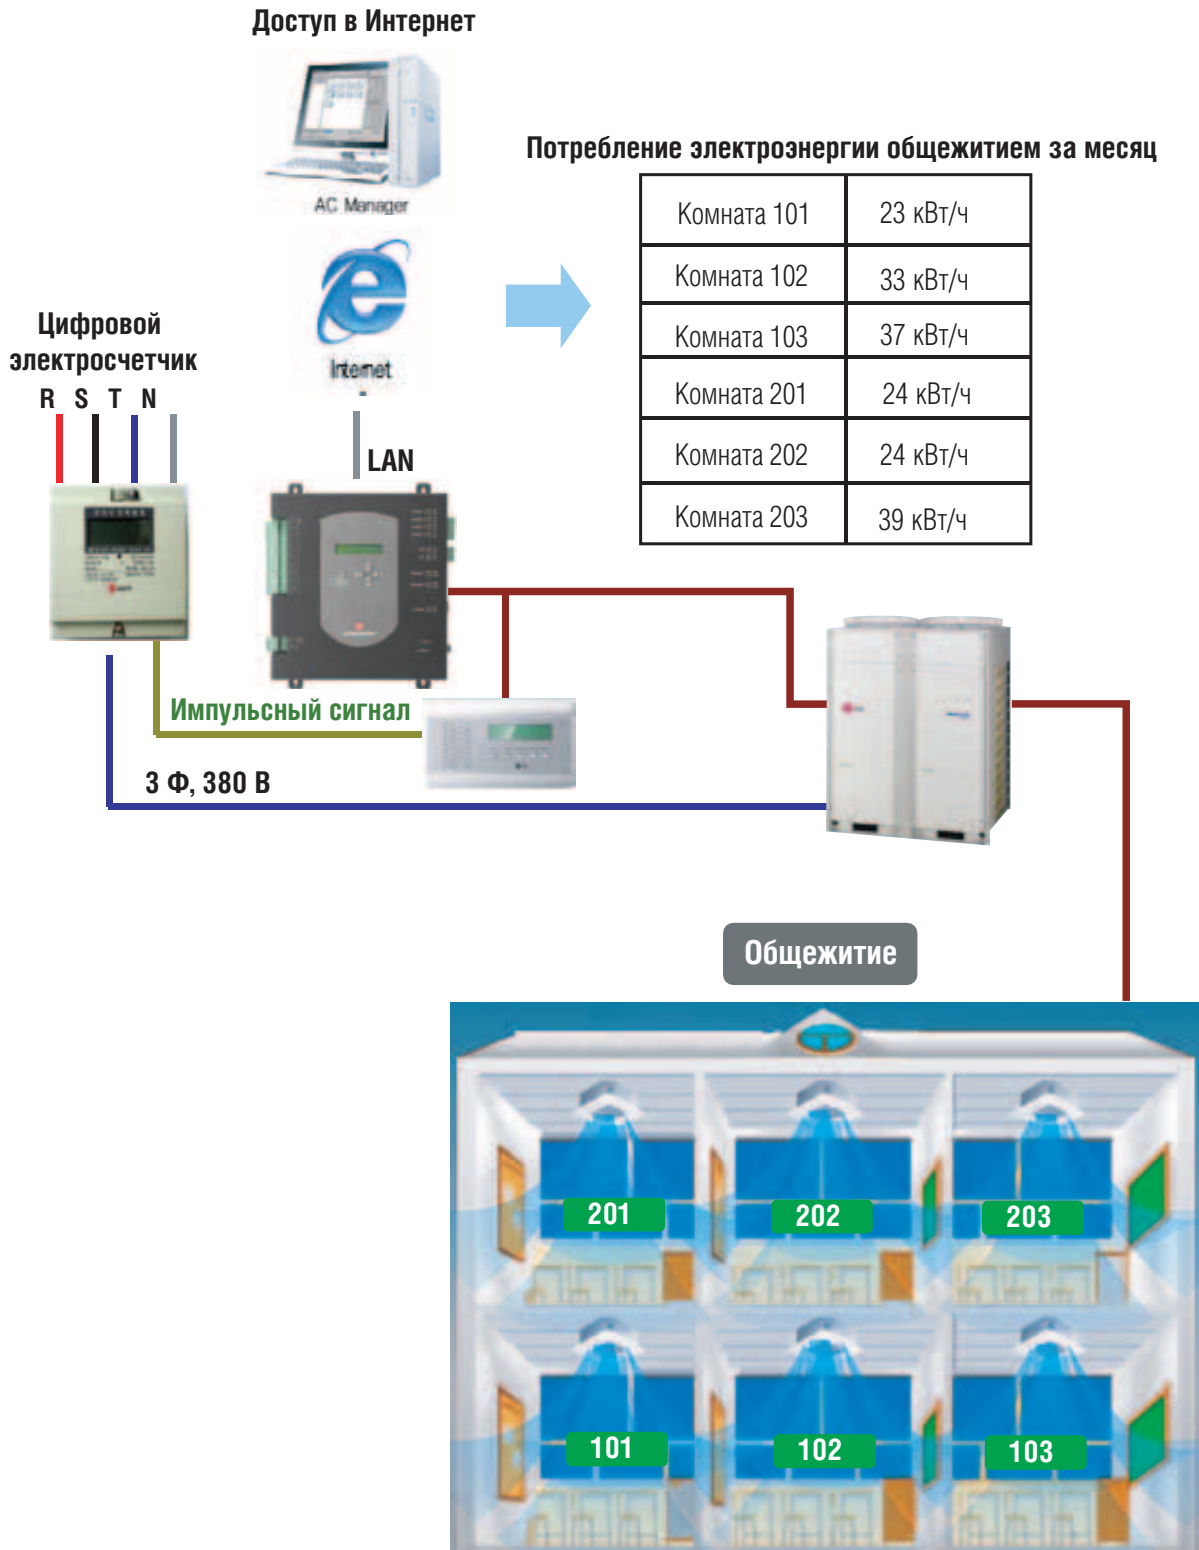 Доступ в Интернет
AC Manager
Internet
Потребление электроэнергии общежитием за месяц
Комната 101 23 кВт/ч
Комната 102 33 кВт/ч
Комната 103 37 кВт/ч
Комната 201 24 кВт/ч
Комната 202 24 кВт/ч
Комната 203 39 кВт/ч
Цифровой
электросчетчик
R S T N
LAN
Импульсный сигнал
3 Ф, 380 В
Общежитие
201 202 203
101 102 103